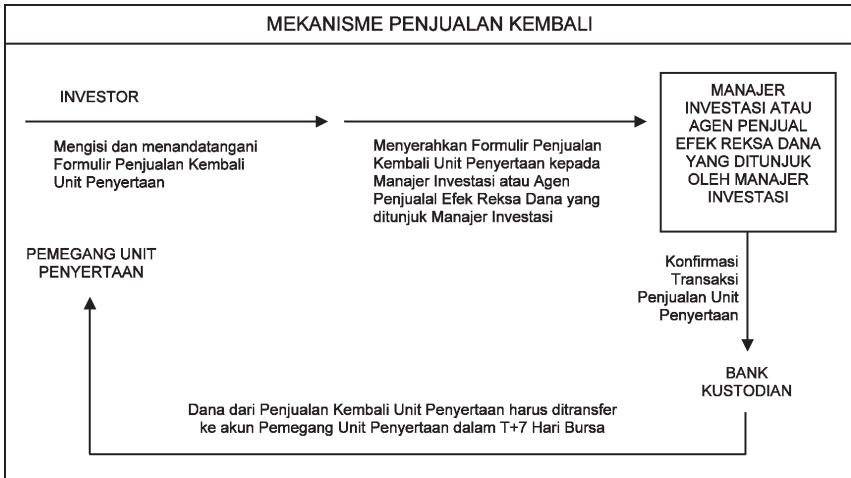 MEKANISME PENJUALAN KEMBALI
INVESTOR
Mengisi dan menandatangani
Formulir Penjualan Kembali
Unit Penyertaan
Menyerahkan Formulir Penjualan
Kembali Unit Penyertaan kepada
Manajer Investasi atau Agen
Penjualal Efek Reksa Dana yang
ditunjuk Manajer Investasi
MANAJER
INVESTASI ATAU
AGEN PENJUAL
EFEK REKSA DANA
YANG DITUNJUK
OLEH MANAJER
INVESTASI
Konfirmasi
Transaksi
Penjualan Unit
Penyertaan
BANK
KUSTODIAN
Dana dari Penjualan Kembali Unit Penyertaan harus ditransfer
ke akun Pemegang Unit Penyertaan dalam T+7 Hari Bursa
PEMEGANG UNIT
PENYERTAAN